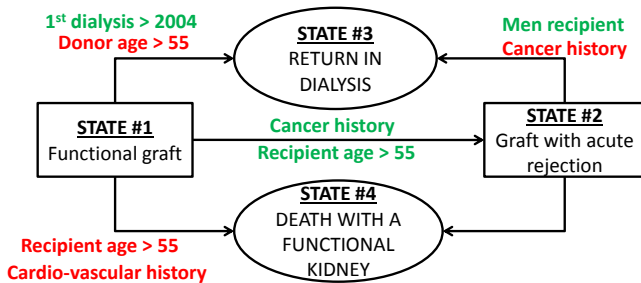 1st dialysis > 2004
Donor age > 55
STATE #3
RETURN IN
DIALYSIS
Men recipient
Cancer history
STATE #1
Functional graft
Cancer history
Recipient age > 55
STATE #2
Graft with acute
rejection
STATE #4
DEATH WITH A
FUNCTIONAL
KIDNEY
Recipient age > 55
Cardio-vascular history